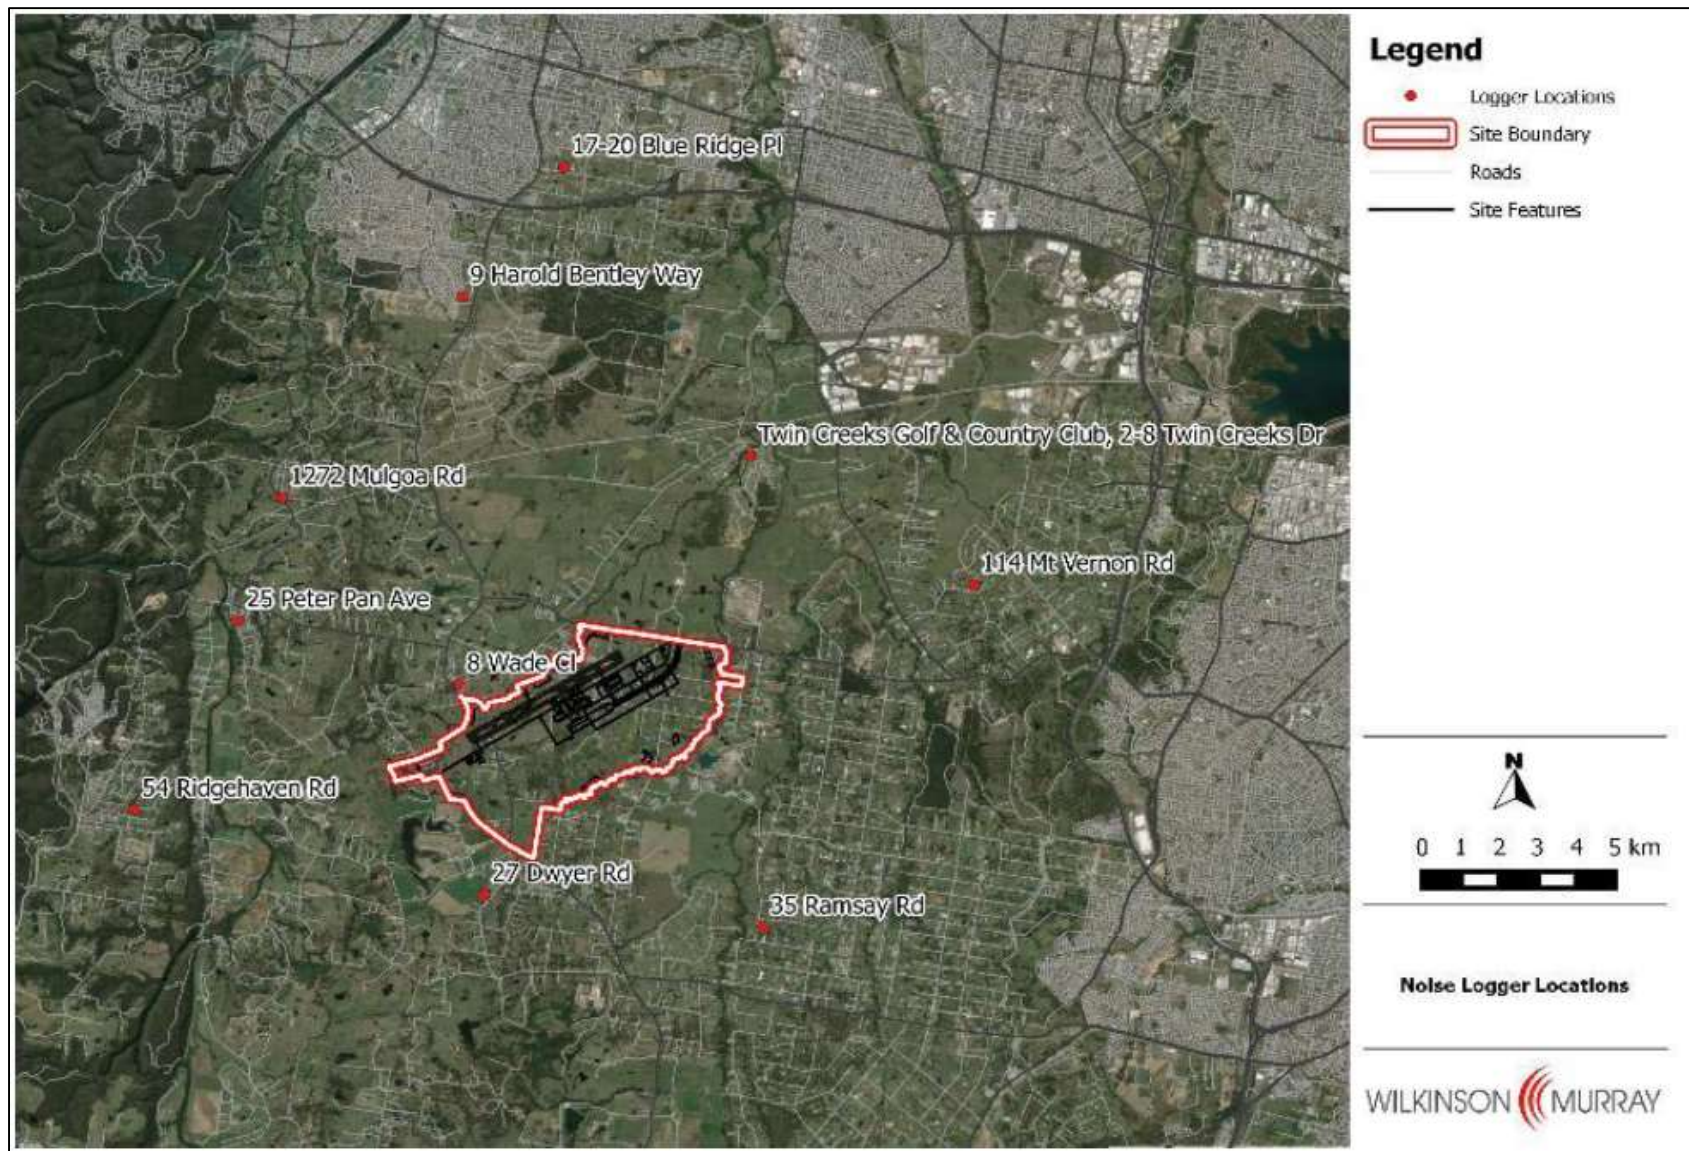 17-20 Blue Ridge Pl
9 Harold Bentley Way
Twin Creeks Golf & Country Club, 2-8 Twin Creeks Dr
1272 Mulgoa Rd
114 Mt Vernon Rd
25 Peter Pan Ave
8 Wade Cl
54 Ridgehaven Rd
27 Dwyer Rd
35 Ramsay Rd
Legend
Logger Locations
Site Boundary
Roads
Site Features
N
0 1 2 3 4 5 km
Noise Logger Locations
WILKINSON MURRAY